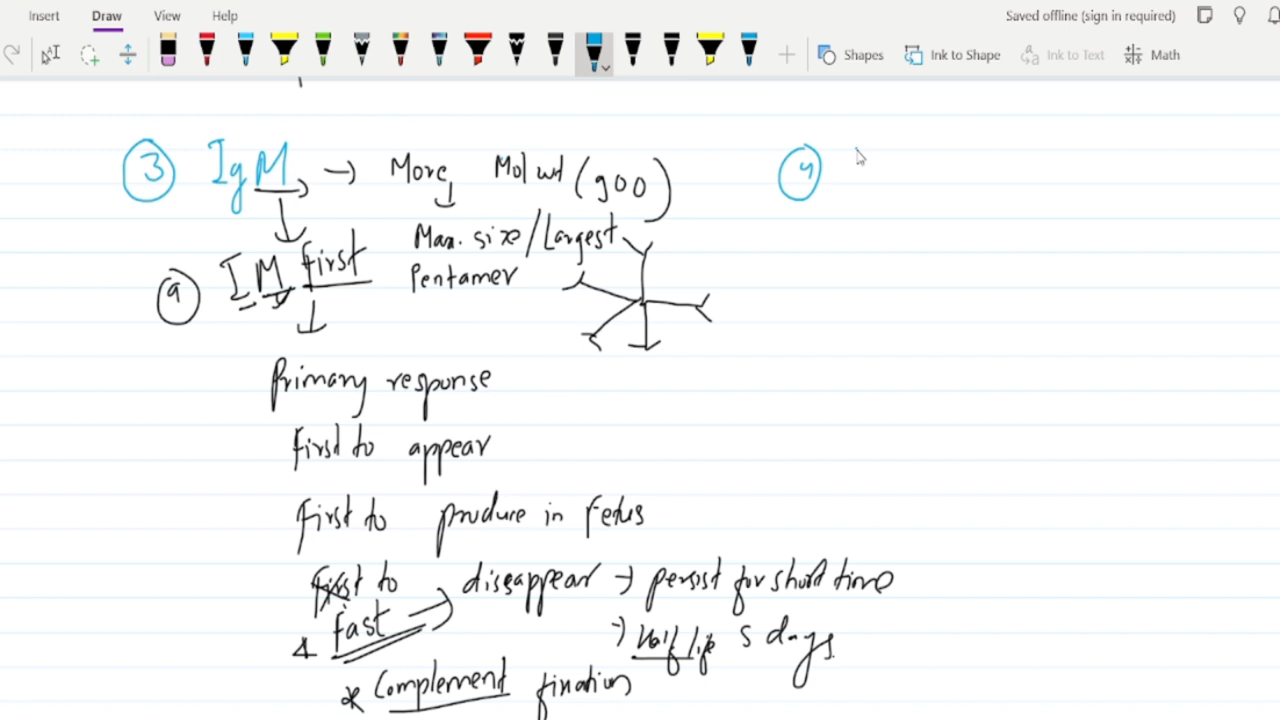 Insert Draw View Help Saved offline (sign in required)
Shapes Ink to Shape Ink to Text Math
3 IgM → More Mol wt (900) 4
Max. size/Largest
a IM first Pentamer
Primary response
First to appear
First to produce in Fetus
First to disappear → persist for short time
* fast → Half life 5 days
* Complement fixation